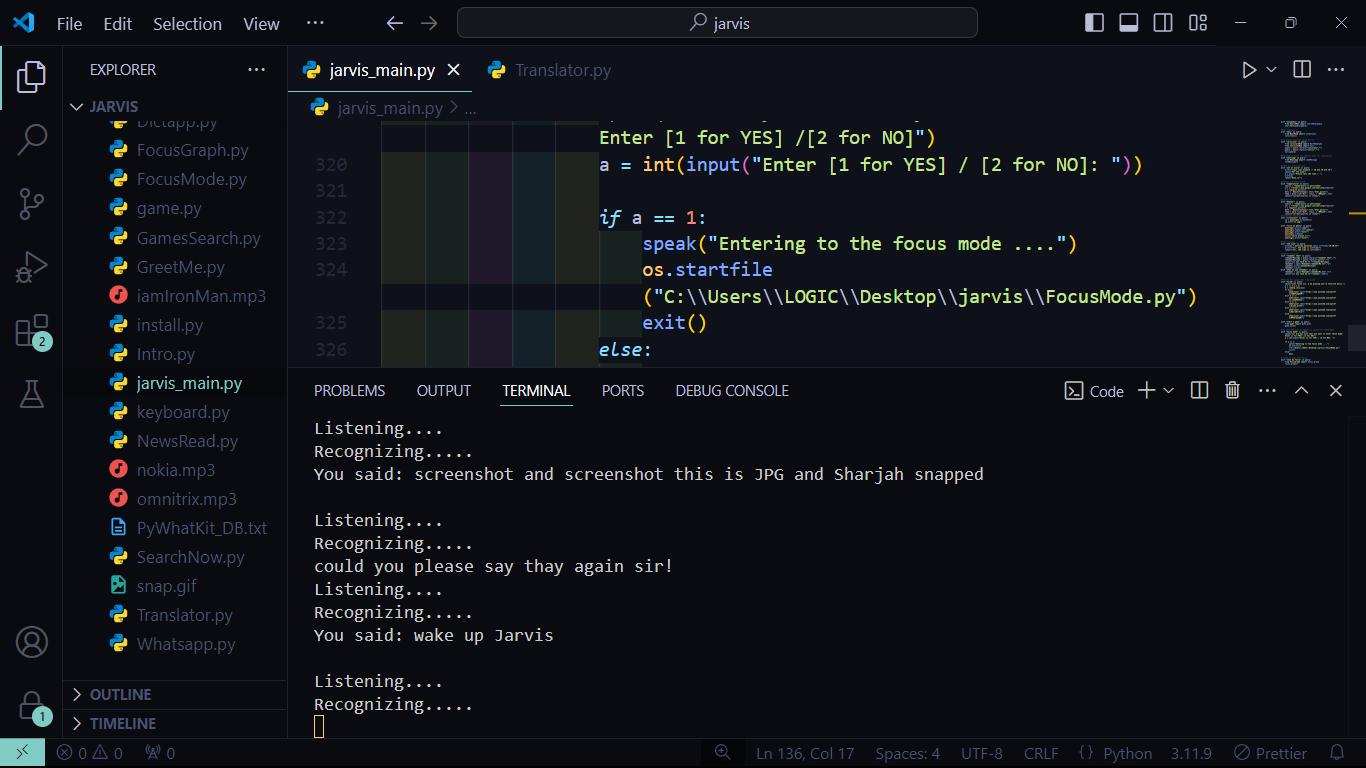 File Edit Selection View ···
jarvis
EXPLORER ···
JARVIS
Dictapp.py
FocusGraph.py
FocusMode.py
game.py
GamesSearch.py
GreetMe.py
iamIronMan.mp3
install.py
Intro.py
jarvis_main.py
keyboard.py
NewsRead.py
nokia.mp3
omnitrix.mp3
PyWhatKit_DB.txt
SearchNow.py
snap.gif
Translator.py
Whatsapp.py
OUTLINE
TIMELINE
2
1
jarvis_main.py Translator.py
jarvis_main.py > ...
Enter [1 for YES] /[2 for NO]")
320 a = int(input("Enter [1 for YES] / [2 for NO]: "))
321
322 if a == 1:
323 speak("Entering to the focus mode ....")
324 os.startfile
("C:\\Users\\LOGIC\\Desktop\\jarvis\\FocusMode.py")
325 exit()
326 else:
PROBLEMS OUTPUT TERMINAL PORTS DEBUG CONSOLE Code
Listening....
Recognizing.....
You said: screenshot and screenshot this is JPG and Sharjah snapped
Listening....
Recognizing.....
could you please say thay again sir!
Listening....
Recognizing.....
You said: wake up Jarvis
Listening....
Recognizing.....
0 0 0 Ln 136, Col 17 Spaces: 4 UTF-8 CRLF {} Python 3.11.9 Prettier